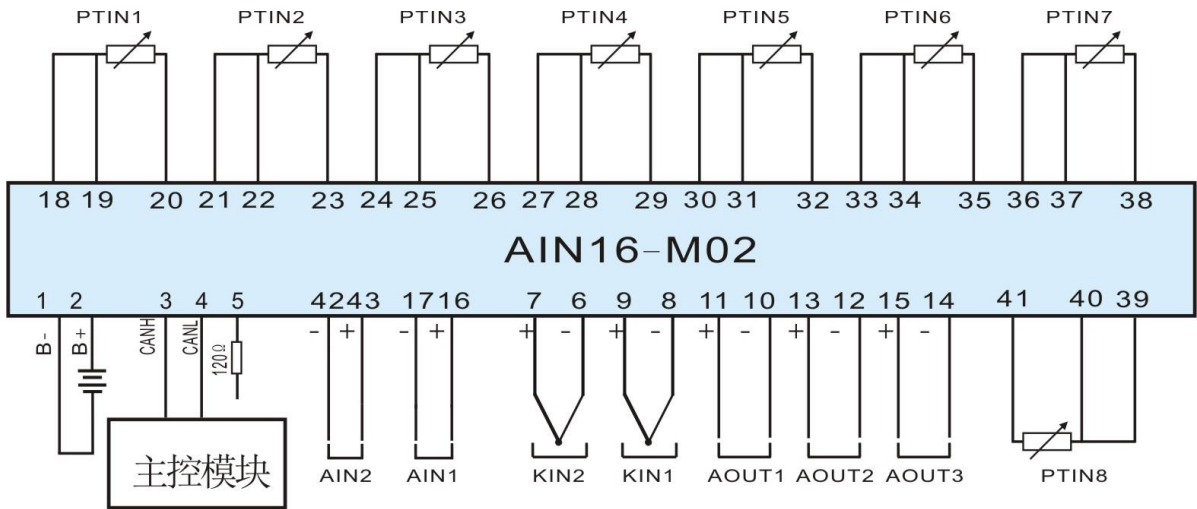 PTIN1 PTIN2 PTIN3 PTIN4 PTIN5 PTIN6 PTIN7
18 19 20 21 22 23 24 25 26 27 28 29 30 31 32 33 34 35 36 37 38
AIN16-M02
1 2 3 4 5 42 43 17 16 7 6 9 8 11 10 13 12 15 14 41 40 39
B- B+ CANH CANL 120Ω - + - + + - + - + - + - + -
主控模块
AIN2 AIN1 KIN2 KIN1 AOUT1 AOUT2 AOUT3 PTIN8